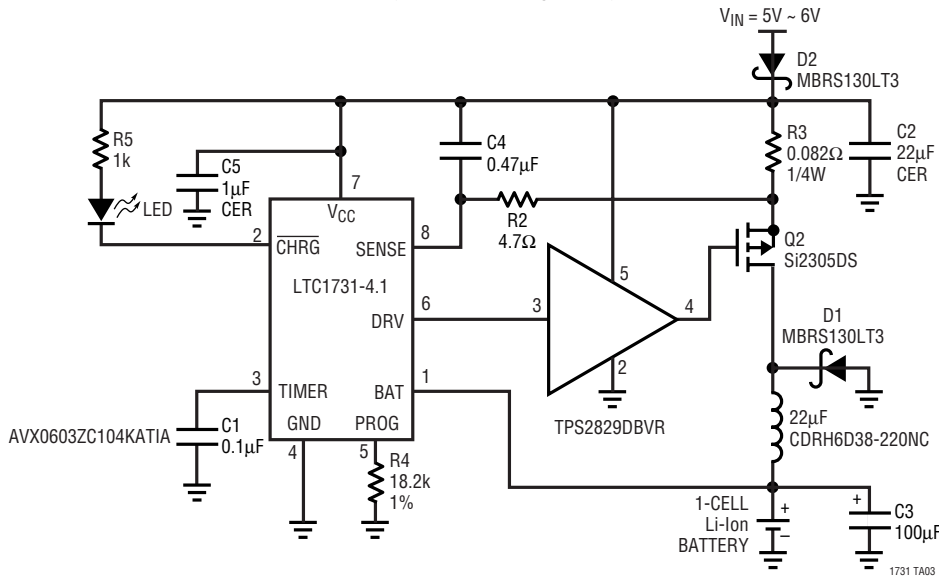 VIN = 5V ~ 6V
D2
MBRS130LT3
R5
1k
C5
1μF
CER
LED
7
VCC
C4
0.47μF
R3
0.082Ω
1/4W
C2
22μF
CER
R2
4.7Ω
2
CHRG
SENSE
8
Q2
Si2305DS
LTC1731-4.1
5
6
DRV
3
4
2
TPS2829DBVR
D1
MBRS130LT3
3
TIMER
BAT
1
AVX0603ZC104KATIA
C1
0.1μF
GND
PROG
4
5
R4
18.2k
1%
22μF
CDRH6D38-220NC
1-CELL
Li-Ion
BATTERY
+
–
+
C3
100μF
1731 TA03